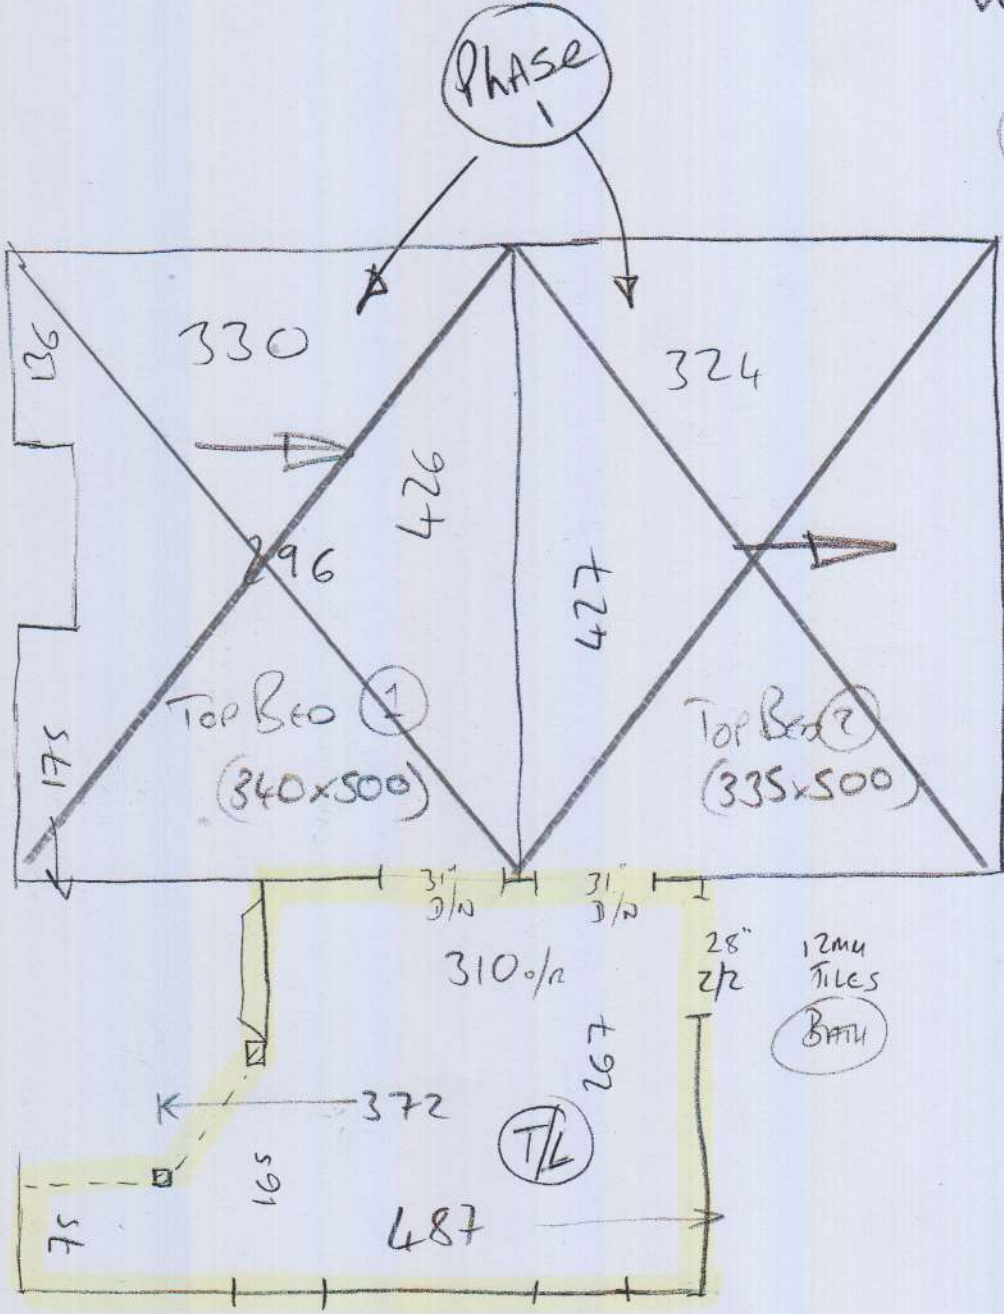 Phase
1
136
330
324
426
296
427
175
Top Bed 1
(340x500)
Top Bed 2
(335x500)
31"
D/N
31"
D/N
310 o/r
28"
2/2
12mm
Tiles
Bath
267
372
T/L
165
75
487